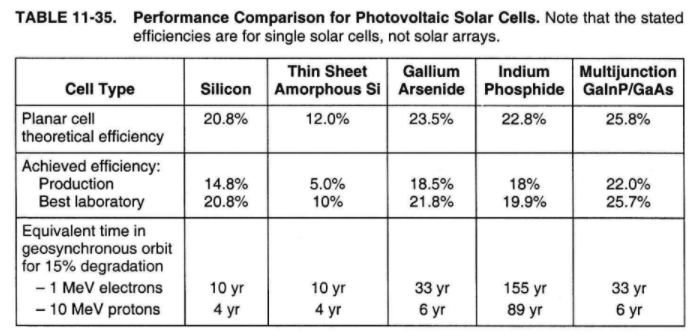 TABLE 11-35. Performance Comparison for Photovoltaic Solar Cells. Note that the stated
efficiencies are for single solar cells, not solar arrays.
Cell Type Silicon Thin Sheet Amorphous Si Gallium Arsenide Indium Phosphide Multijunction GaInP/GaAs
Planar cell
theoretical efficiency 20.8% 12.0% 23.5% 22.8% 25.8%
Achieved efficiency:
Production 14.8% 5.0% 18.5% 18% 22.0%
Best laboratory 20.8% 10% 21.8% 19.9% 25.7%
Equivalent time in
geosynchronous orbit
for 15% degradation
– 1 MeV electrons 10 yr 10 yr 33 yr 155 yr 33 yr
– 10 MeV protons 4 yr 4 yr 6 yr 89 yr 6 yr